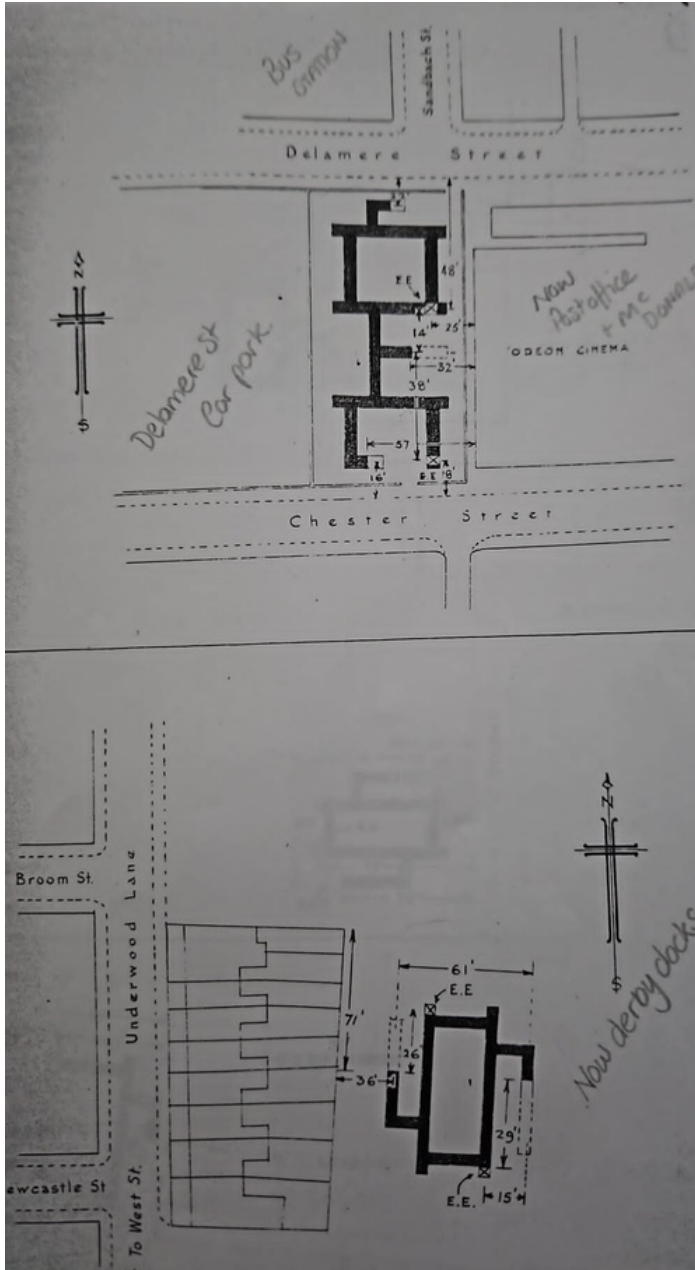 BUS
STATION
Sandbach St.
Delamere Street
N
S
Delamere St
Car park.
E.E
48'
14'
25'
32'
38'
57'
16'
E.E
18'
Now
Post office
+ Mc
DONALDS
ODEON CINEMA
Chester Street
N
S
Broom St.
Underwood Lane
71'
36'
61'
E.E
A
26'
29'
15'
E.E.
Now derby docks
ewcastle St.
To West St.